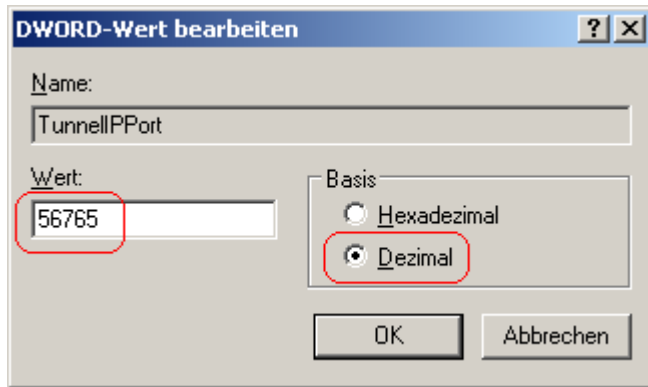 DWORD-Wert bearbeiten
Name:
TunnelIPPort
Wert:
56765
Basis
Hexadezimal
Dezimal
OK
Abbrechen